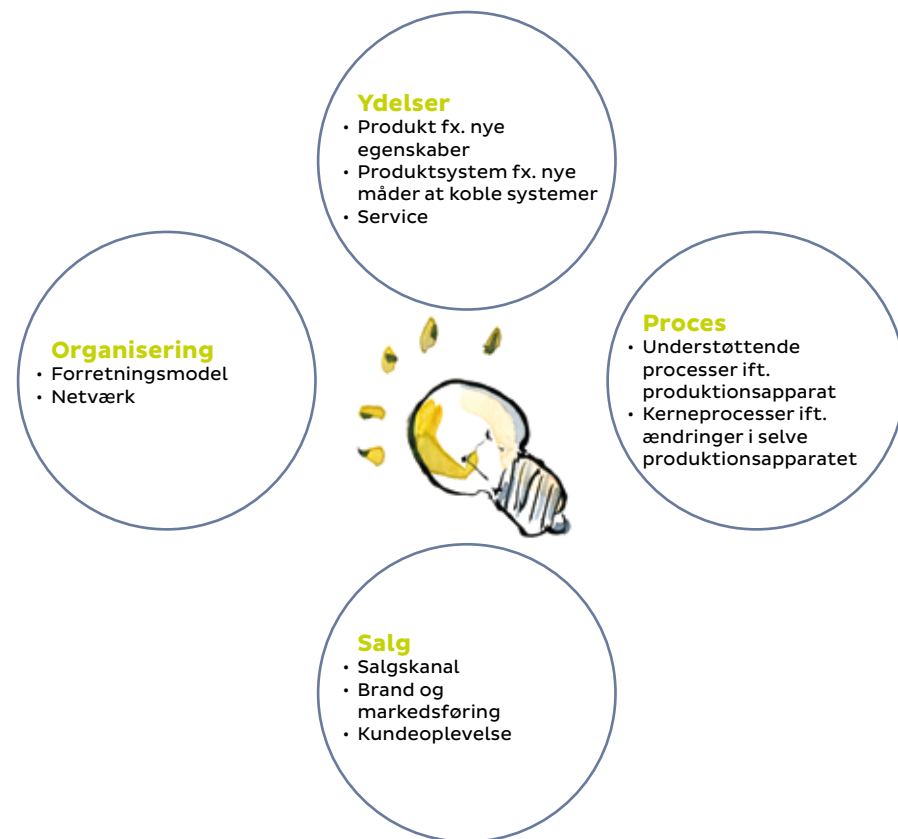 Ydelser
• Produkt fx. nye
egenskaber
• Produktsystem fx. nye
måder at koble systemer
• Service
Organisering
• Forretningsmodel
• Netværk
Proces
• Understøttende
processer ift.
produktionsapparat
• Kerneprocesser ift.
ændringer i selve
produktionsapparatet
Salg
• Salgskanal
• Brand og
markedsføring
• Kundeoplevelse